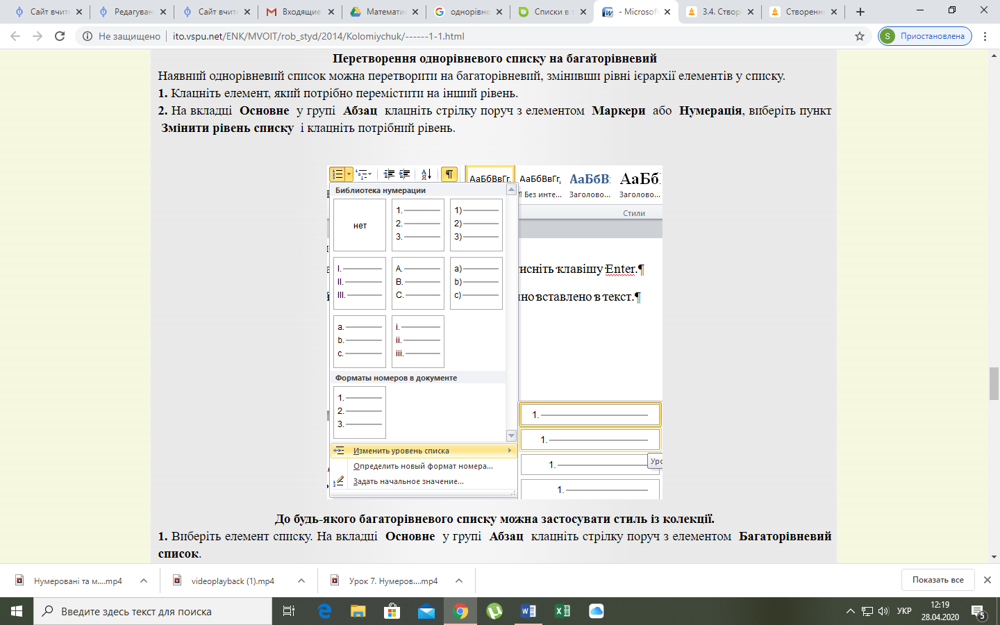 Сайт вчите
Редагуван
Сайт вчите
Входящие
Математи
однорівне
Списки в т
- Microsof
3.4. Створ
Створенн
Не защищено
ito.vspu.net/ENK/MVOIT/rob_styd/2014/Kolomiychuk/------1-1.html
S
Приостановлена
Перетворення однорівневого списку на багаторівневий
Наявний однорівневий список можна перетворити на багаторівневий, змінивши рівні ієрархії елементів у списку.
1. Клацніть елемент, який потрібно перемістити на інший рівень.
2. На вкладці Основне у групі Абзац клацніть стрілку поруч з елементом Маркери або Нумерація, виберіть пункт
Змінити рівень списку і клацніть потрібний рівень.
АаБбВвГг,
АаБбВвГг,
АаБбВ
АаБб
¶ Без инте...
Заголово...
Заголово...
Стили
Библиотека нумерации
нет
1.
2.
3.
1)
2)
3)
I.
II.
III.
A.
B.
C.
a)
b)
c)
a.
b.
c.
i.
ii.
iii.
исніть клавішу Enter.¶
но вставлено в текст.¶
Форматы номеров в документе
1.
2.
3.
Изменить уровень списка
Определить новый формат номера...
Задать начальное значение...
1.
1.
1.
1.
Уро
До будь-якого багаторівневого списку можна застосувати стиль із колекції.
1. Виберіть елемент списку. На вкладці Основне у групі Абзац клацніть стрілку поруч з елементом Багаторівневий
список.
Нумеровані та м....mp4
videoplayback (1).mp4
Урок 7. Нумеров....mp4
Показать все
Введите здесь текст для поиска
УКР
12:19
28.04.2020
5